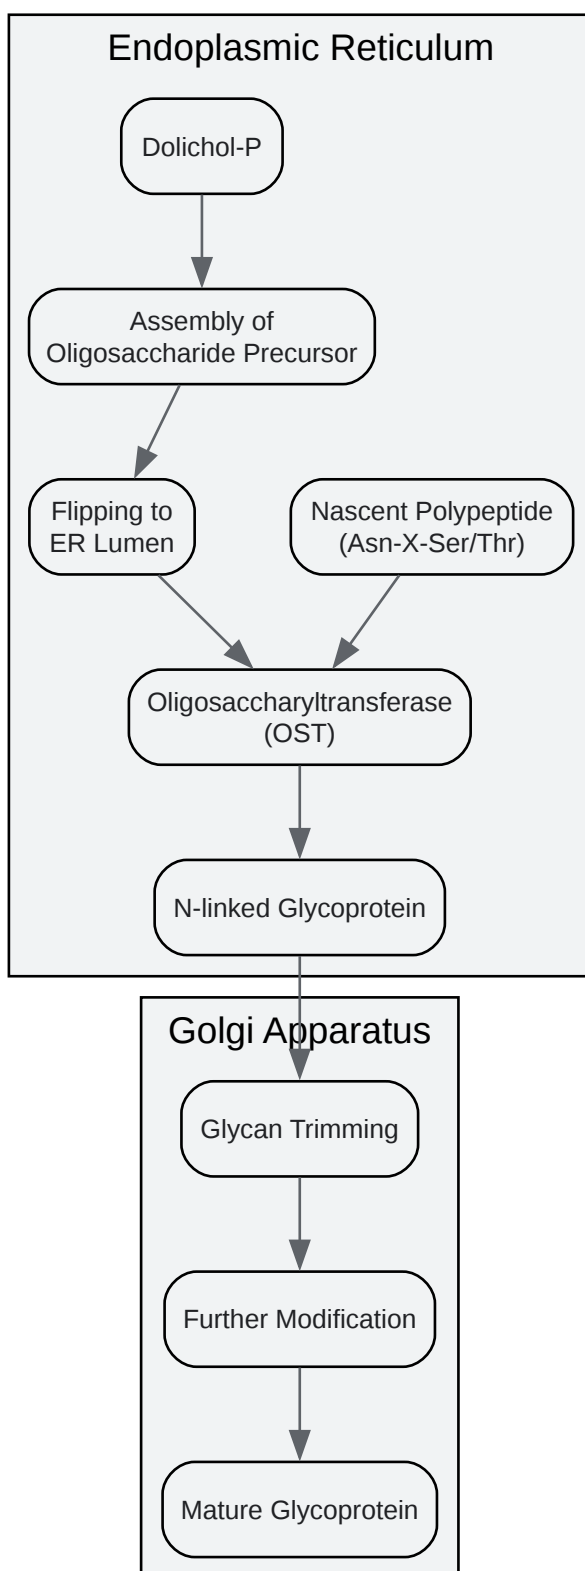 Endoplasmic Reticulum
Dolichol-P
Assembly of
Oligosaccharide Precursor
Flipping to
ER Lumen
Nascent Polypeptide
(Asn-X-Ser/Thr)
Oligosaccharyltransferase
(OST)
N-linked Glycoprotein
Golgi Apparatus
Glycan Trimming
Further Modification
Mature Glycoprotein